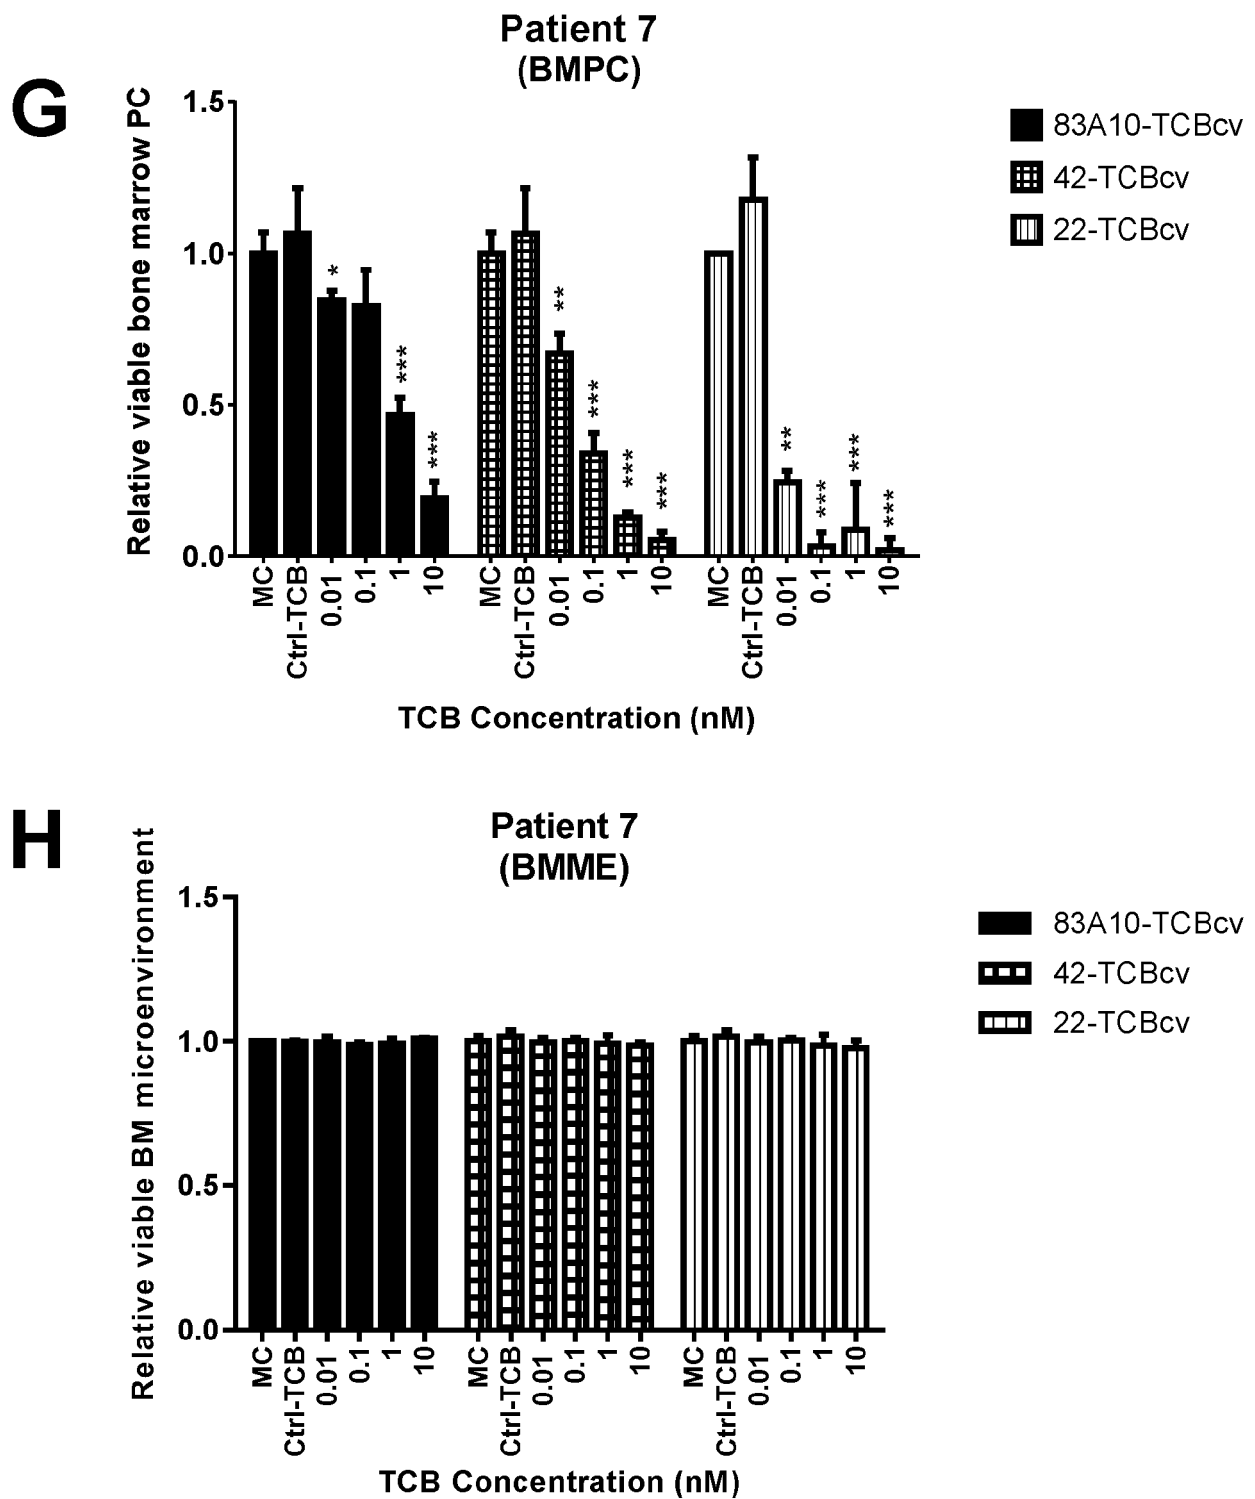 G
Patient 7
(BMPC)
Relative viable bone marrow PC
1.5
1.0
0.5
0.0
*
***
***
**
***
***
***
**
***
***
***
MC
Ctrl-TCB
0.01
0.1
1
10
MC
Ctrl-TCB
0.01
0.1
1
10
MC
Ctrl-TCB
0.01
0.1
1
10
TCB Concentration (nM)
83A10-TCBcv
42-TCBcv
22-TCBcv
H
Patient 7
(BMME)
Relative viable BM microenvironment
1.5
1.0
0.5
0.0
MC
Ctrl-TCB
0.01
0.1
1
10
MC
Ctrl-TCB
0.01
0.1
1
10
MC
Ctrl-TCB
0.01
0.1
1
10
TCB Concentration (nM)
83A10-TCBcv
42-TCBcv
22-TCBcv